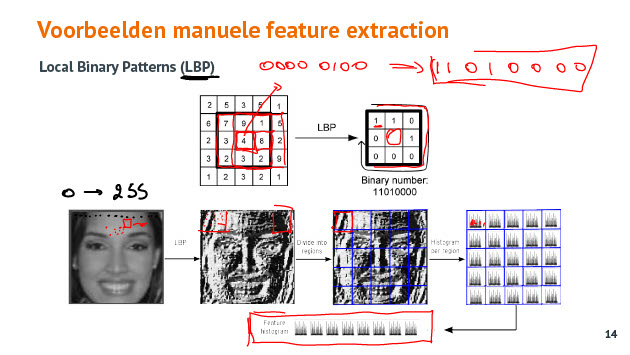 Voorbeelden manuele feature extraction
Local Binary Patterns (LBP)
0000 0100 → 11010000
2 5 3 5 1
6 7 9 1 5
2 3 4 8 2
3 2 3 2 9
1 2 3 2 1
LBP
1 1 0
0 1
0 0 0
Binary number:
11010000
0 → 255
LBP
Divide into
regions
Histogram
per region
Feature
histogram
14